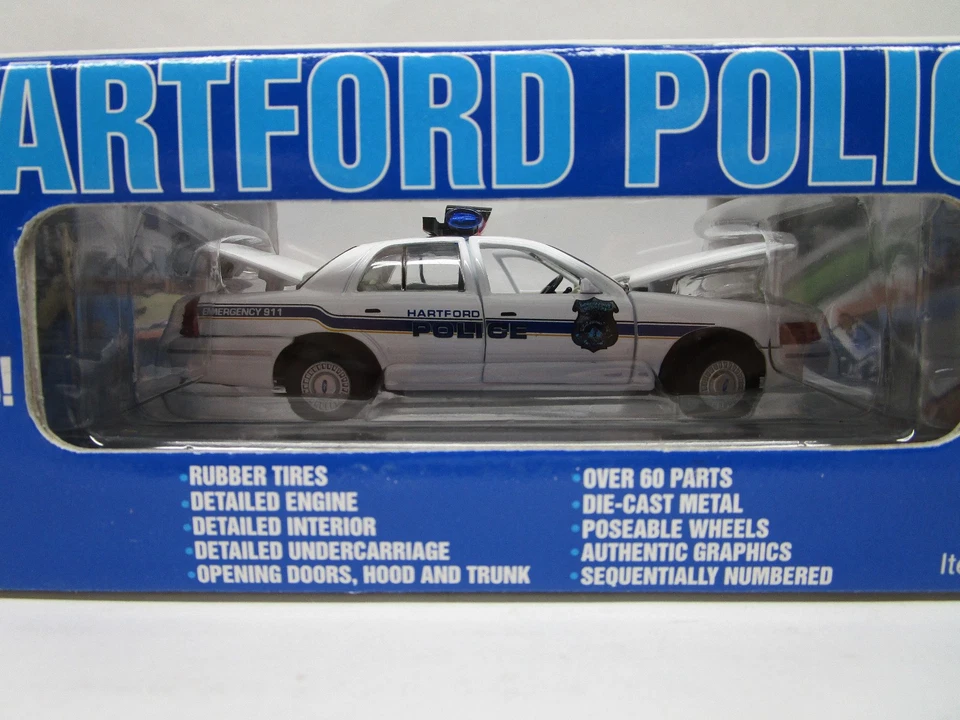 ARTFORD POLIC
EMERGENCY 911
HARTFORD
POLICE
!
•RUBBER TIRES
•DETAILED ENGINE
•DETAILED INTERIOR
•DETAILED UNDERCARRIAGE
•OPENING DOORS, HOOD AND TRUNK
•OVER 60 PARTS
•DIE-CAST METAL
•POSEABLE WHEELS
•AUTHENTIC GRAPHICS
•SEQUENTIALLY NUMBERED
Ite